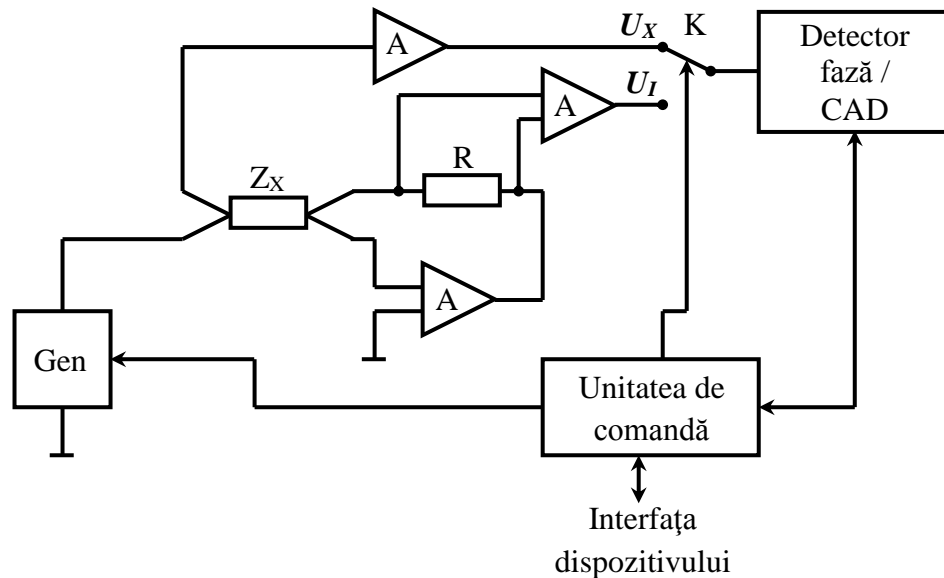 A
U_X
K
Detector
fază /
CAD
U_I
A
R
Z_X
A
Gen
Unitatea de
comandă
Interfaţa
dispozitivului